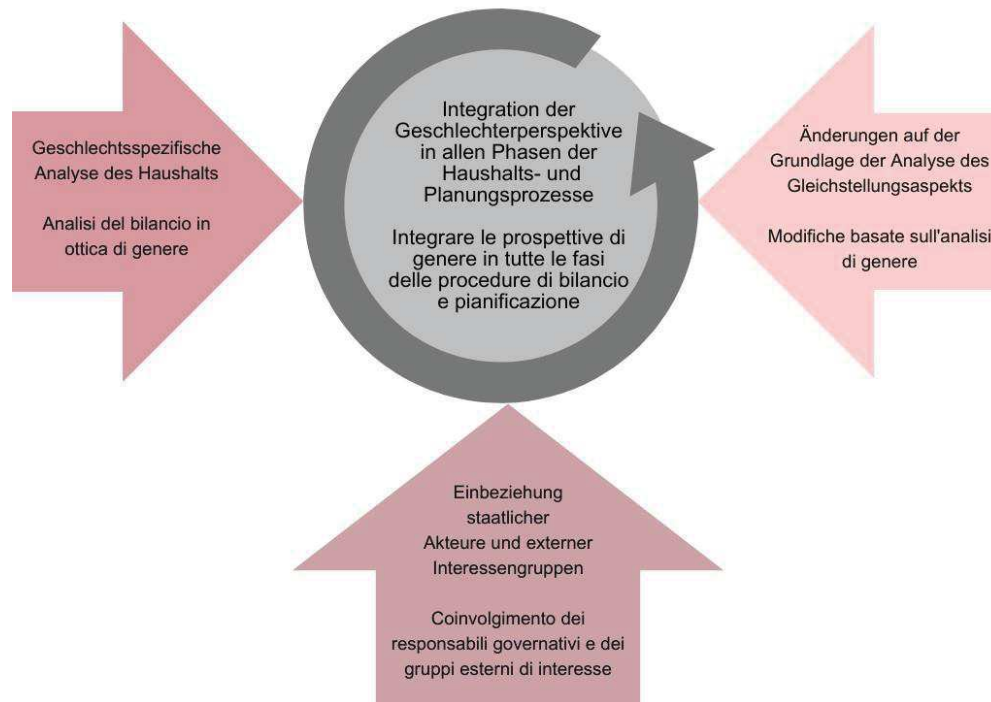 Geschlechtsspezifische
Analyse des Haushalts
Analisi del bilancio in
ottica di genere
Integration der
Geschlechterperspektive
in allen Phasen der
Haushalts- und
Planungsprozesse
Integrare le prospettive di
genere in tutte le fasi
delle procedure di bilancio
e pianificazione
Änderungen auf der
Grundlage der Analyse des
Gleichstellungsaspekts
Modifiche basate sull'analisi
di genere
Einbeziehung
staatlicher
Akteure und externer
Interessengruppen
Coinvolgimento dei
responsabili governativi e dei
gruppi esterni di interesse